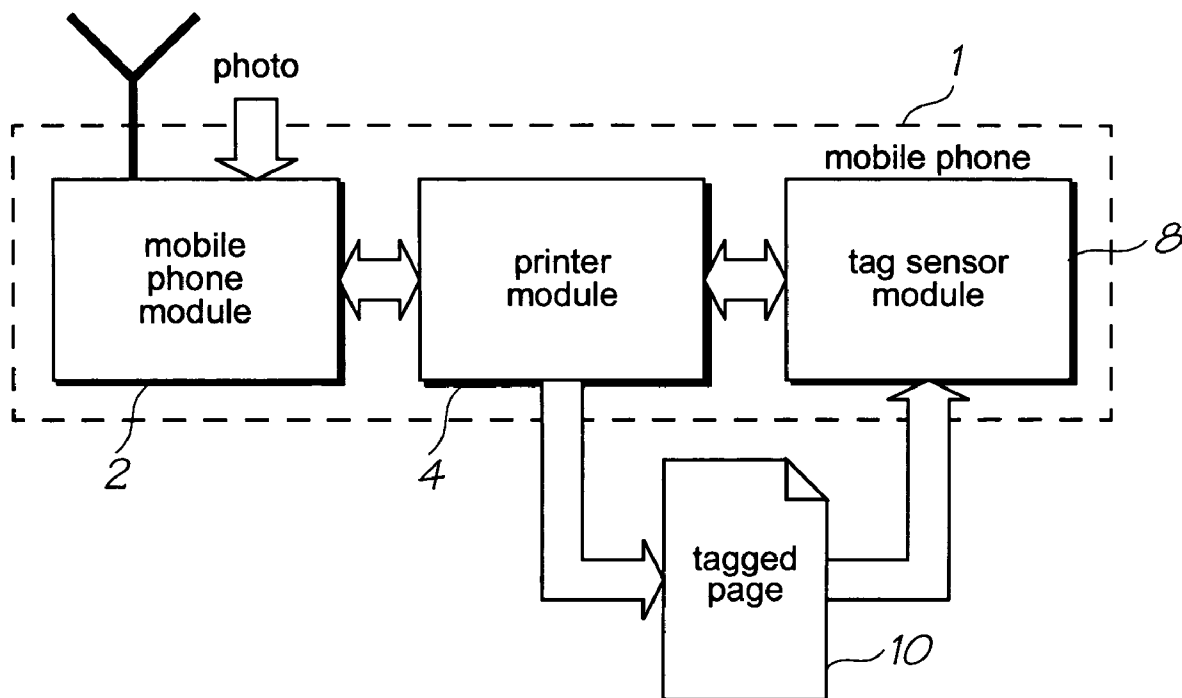 photo
1
mobile phone
mobile
phone
module
printer
module
tag sensor
module
8
2
4
tagged
page
10